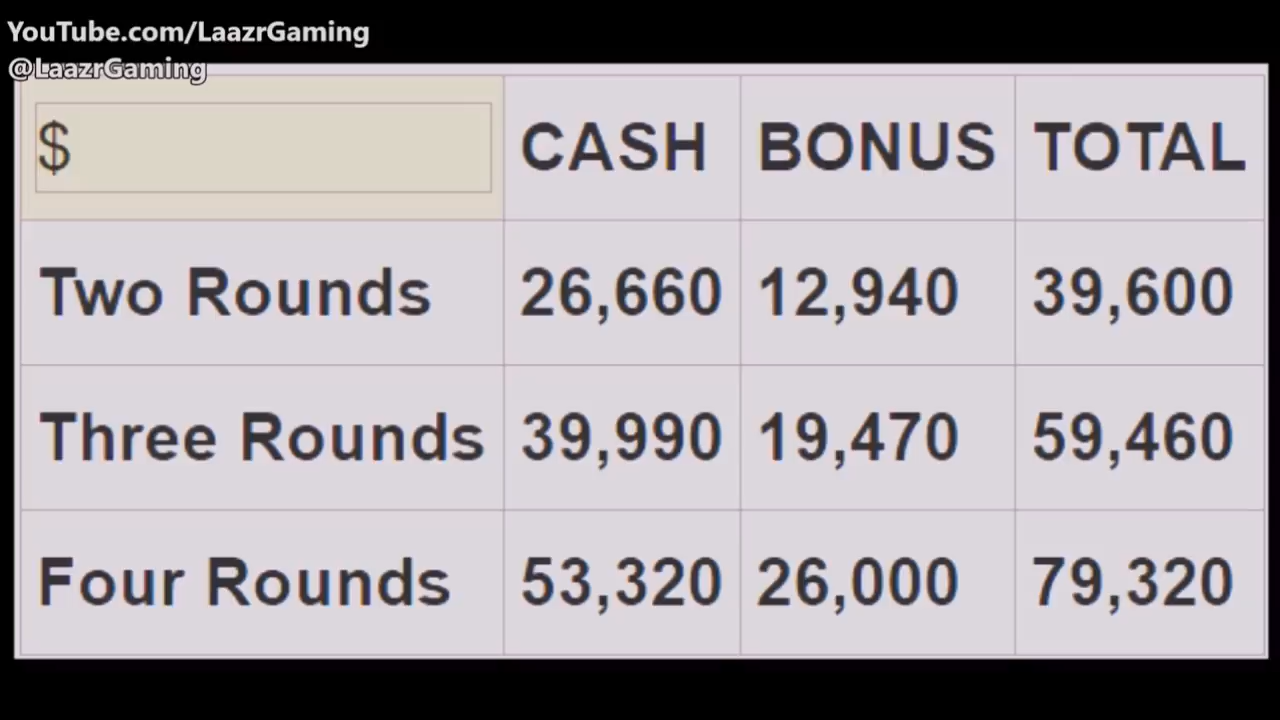 YouTube.com/LaazrGaming
@LaazrGaming
$ CASH BONUS TOTAL
Two Rounds 26,660 12,940 39,600
Three Rounds 39,990 19,470 59,460
Four Rounds 53,320 26,000 79,320